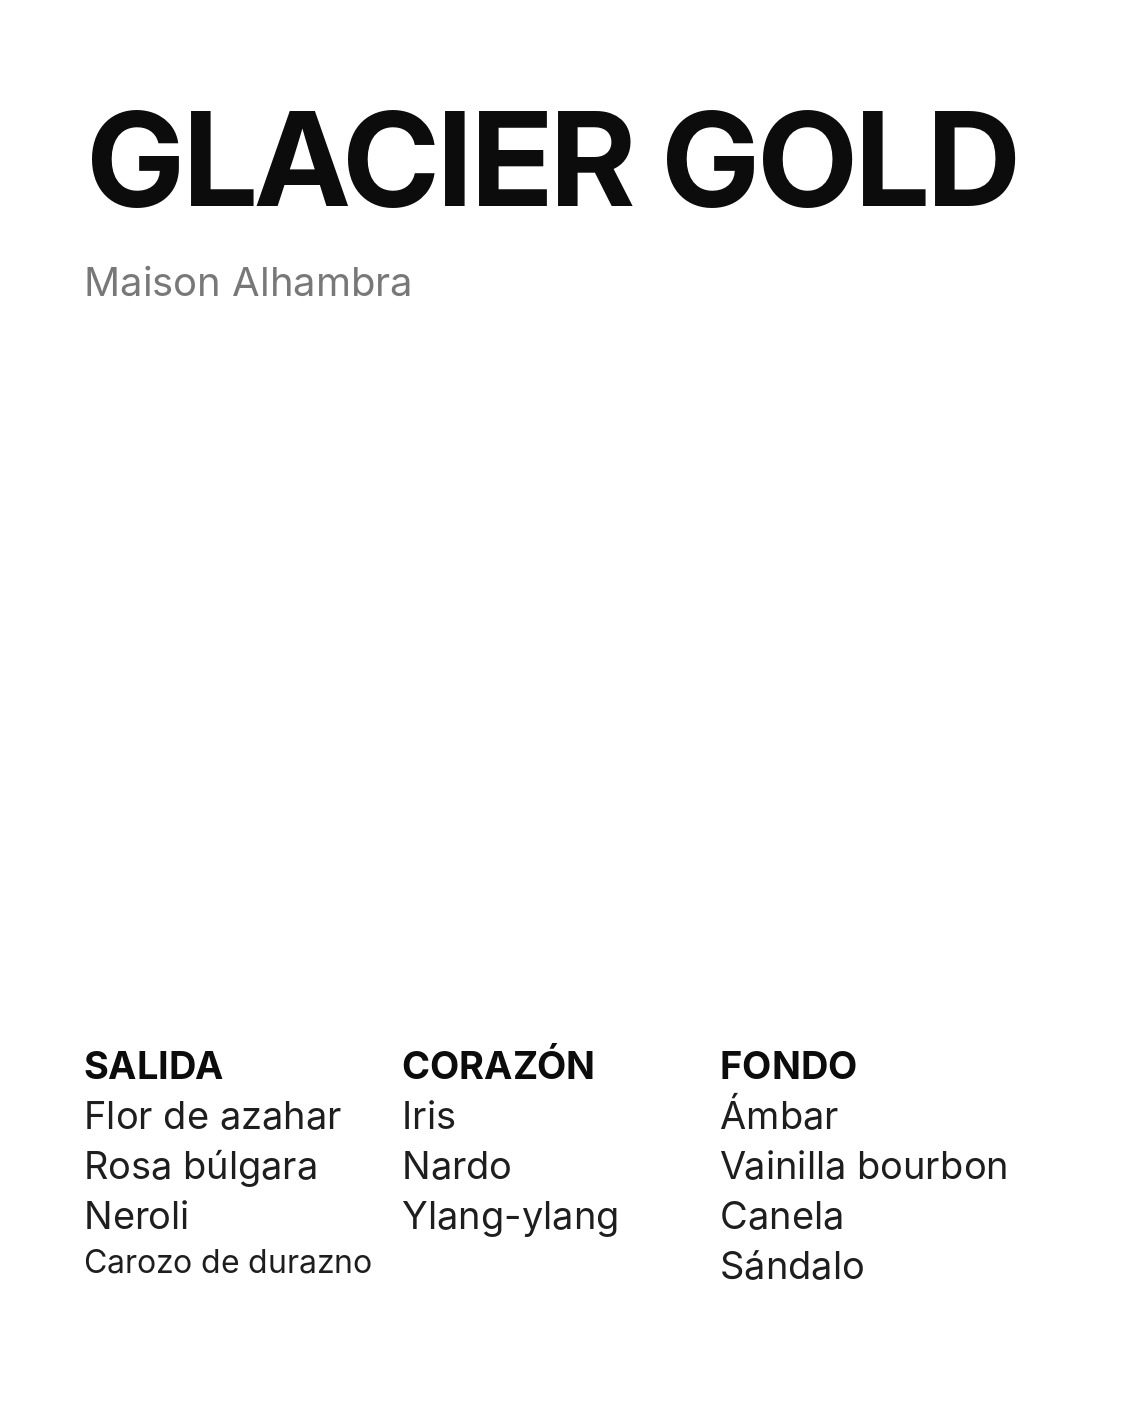 GLACIER GOLD
Maison Alhambra
SALIDA
Flor de azahar
Rosa búlgara
Neroli
Carozo de durazno
CORAZÓN
Iris
Nardo
Ylang-ylang
FONDO
Ámbar
Vainilla bourbon
Canela
Sándalo